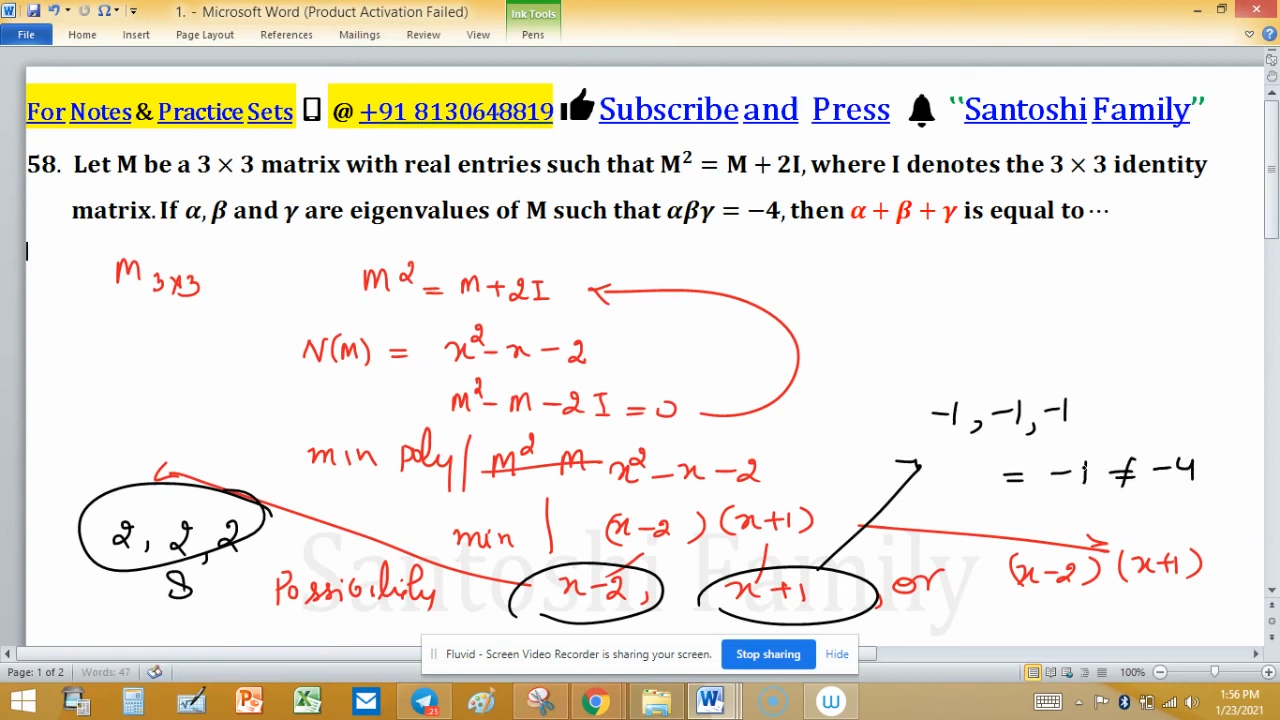 1. - Microsoft Word (Product Activation Failed)
Ink Tools
File Home Insert Page Layout References Mailings Review View Pens
For Notes & Practice Sets @ +91 8130648819 Subscribe and Press "Santoshi Family"
58. Let M be a 3 × 3 matrix with real entries such that M² = M + 2I, where I denotes the 3 × 3 identity
matrix. If α, β and γ are eigenvalues of M such that αβγ = −4, then α + β + γ is equal to ⋯
M 3×3 M² = M + 2I
N(M) = x² - x - 2
M² - M - 2I = 0
-1, -1, -1
min poly | M² M x² - x - 2
= -1 ≠ -4
2, 2, 2
min | (x-2)(x+1)
8
Possibility x-2, x+1, or (x-2)(x+1)
Santoshi Family
Fluvid - Screen Video Recorder is sharing your screen. Stop sharing Hide
Page: 1 of 2 Words: 47 100%
25
1:56 PM
1/23/2021